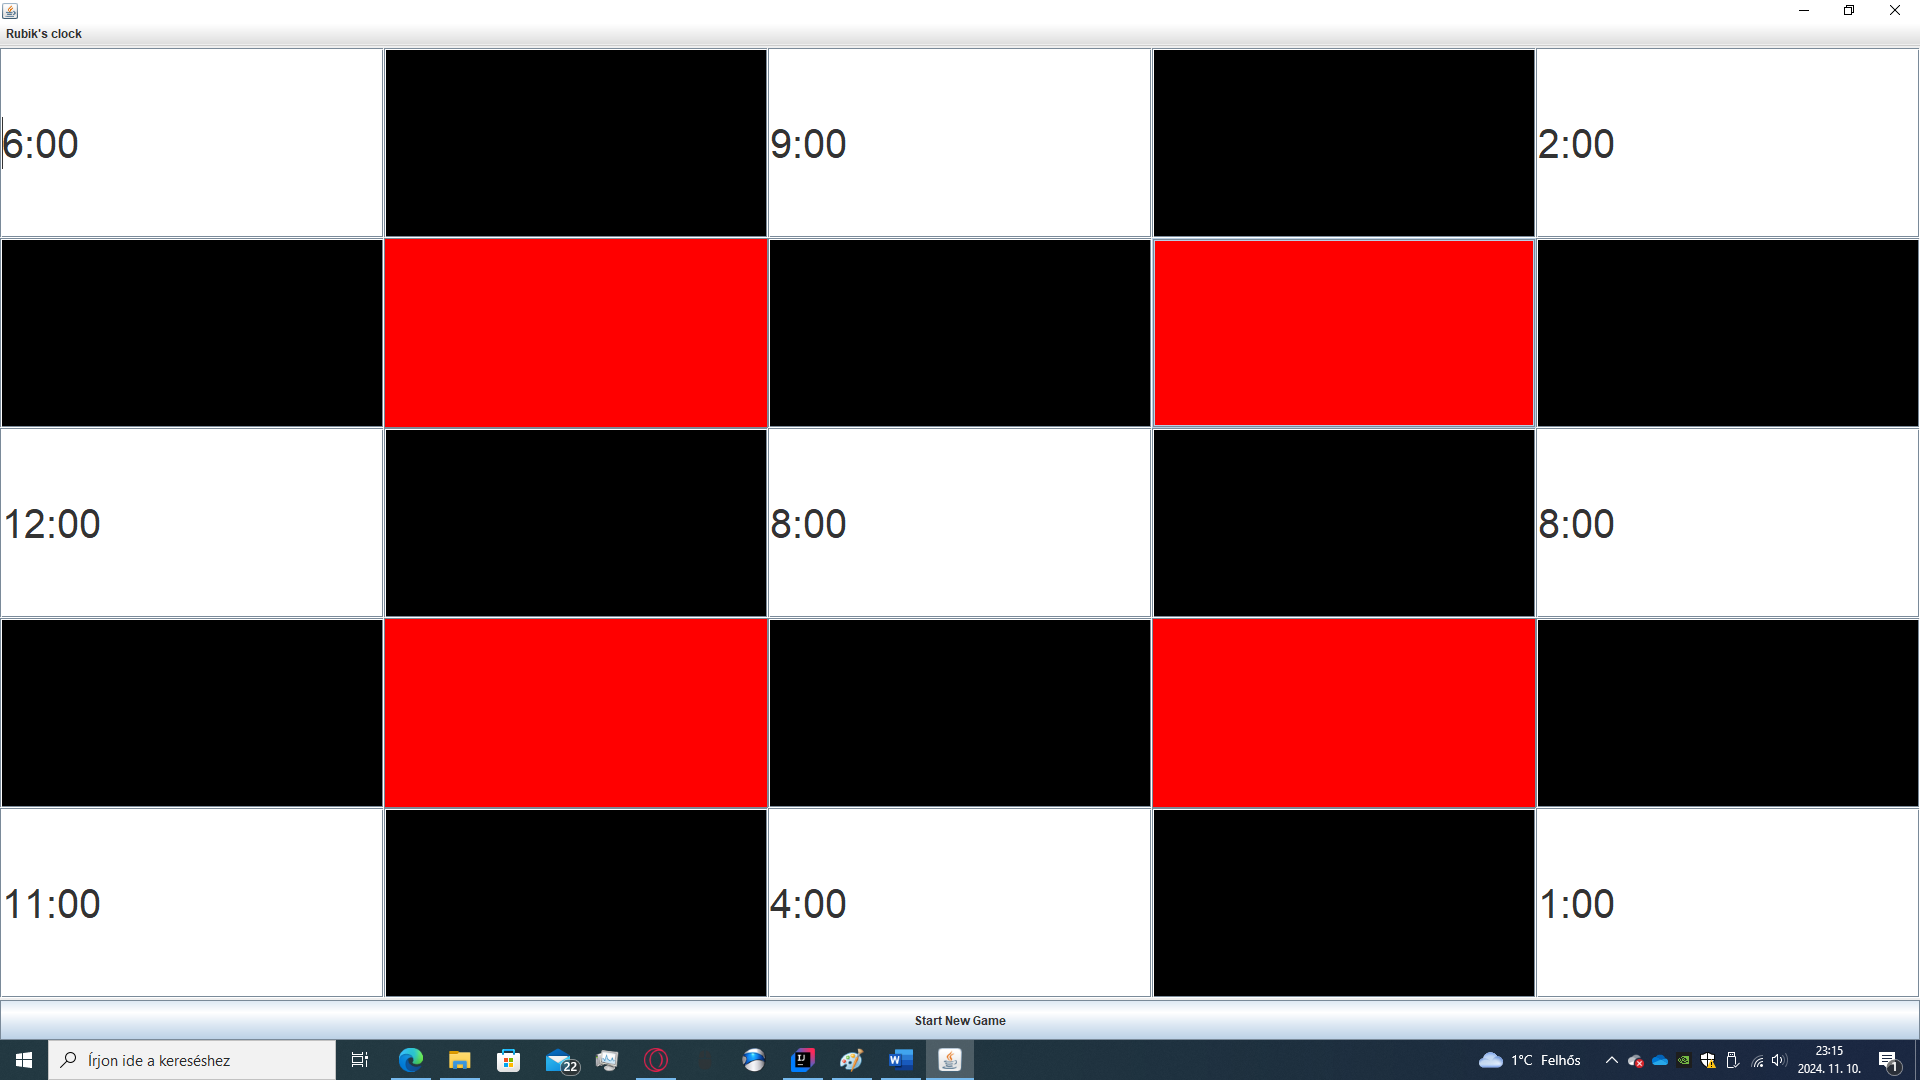 Rubik's clock
6:00 9:00 2:00
12:00 8:00 8:00
11:00 4:00 1:00
Start New Game
Írjon ide a kereséshez 22 IJ W 1°C Felhős 23:15
2024. 11. 10. 1